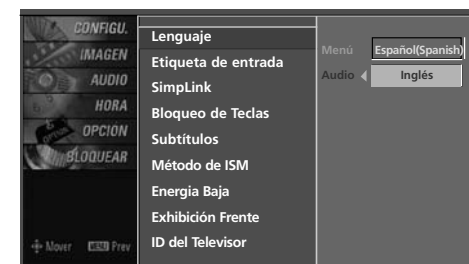 CONFIGU.
IMAGEN
AUDIO
HORA
OPCION
BLOQUEAR
Mover MENU Prev
Lenguaje
Etiqueta de entrada
SimpLink
Bloqueo de Teclas
Subtítulos
Método de ISM
Energia Baja
Exhibición Frente
ID del Televisor
Menú Español(Spanish)
Audio Inglés